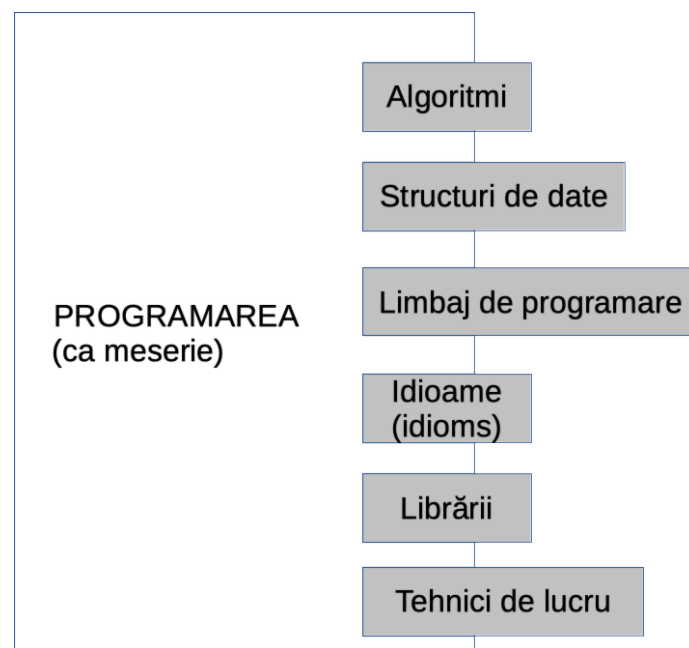 Algoritmi
Structuri de date
Limbaj de programare
PROGRAMAREA
(ca meserie)
Idioame
(idioms)
Librării
Tehnici de lucru